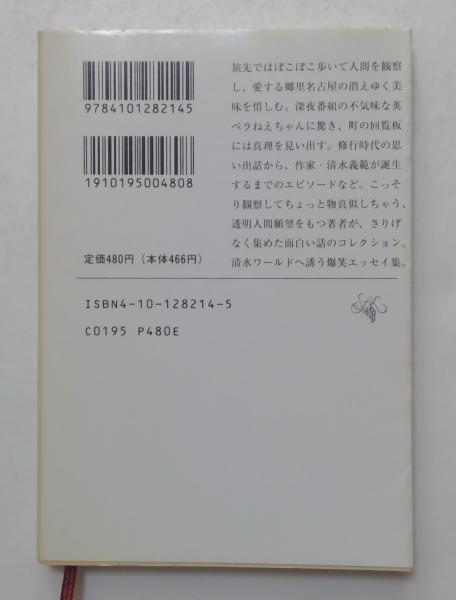 9784101282145
1910195004808
定価480円（本体466円）
旅先ではぽこぽこ歩いて人間を観察
し、愛する郷里名古屋の消えゆく美
味を惜しむ。深夜番組の不気味な英
ペラねえちゃんに驚き、町の回覧板
には真理を見い出す。修行時代の思
い出話から、作家・清水義範が誕生
するまでのエピソードなど。こっそ
り観察してちょっと物真似しちゃう、
透明人間願望をもつ著者が、さりげ
なく集めた面白い話のコレクション。
清水ワールドへ誘う爆笑エッセイ集。
ISBN4-10-128214-5
C0195 P480E